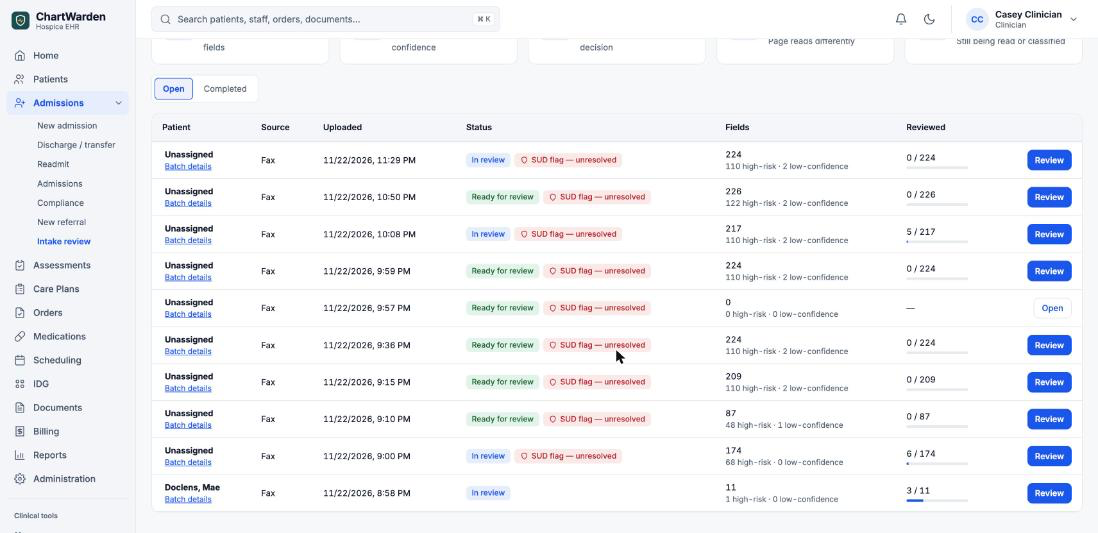 ChartWarden
Hospice EHR
Search patients, staff, orders, documents...
⌘ K
CC
Casey Clinician
Clinician
Home
Patients
Admissions
New admission
Discharge / transfer
Readmit
Admissions
Compliance
New referral
Intake review
Assessments
Care Plans
Orders
Medications
Scheduling
IDG
Documents
Billing
Reports
Administration
Clinical tools
fields
confidence
decision
Page reads differently
Still being read or classified
Open Completed
Patient Source Uploaded Status Fields Reviewed
Unassigned
Batch details
Fax 11/22/2026, 11:29 PM In review SUD flag — unresolved
224
110 high-risk · 2 low-confidence
0 / 224
Review
Unassigned
Batch details
Fax 11/22/2026, 10:50 PM Ready for review SUD flag — unresolved
226
122 high-risk · 2 low-confidence
0 / 226
Review
Unassigned
Batch details
Fax 11/22/2026, 10:08 PM In review SUD flag — unresolved
217
110 high-risk · 2 low-confidence
5 / 217
Review
Unassigned
Batch details
Fax 11/22/2026, 9:59 PM Ready for review SUD flag — unresolved
224
110 high-risk · 2 low-confidence
0 / 224
Review
Unassigned
Batch details
Fax 11/22/2026, 9:57 PM Ready for review SUD flag — unresolved
0
0 high-risk · 0 low-confidence
—
Open
Unassigned
Batch details
Fax 11/22/2026, 9:36 PM Ready for review SUD flag — unresolved
224
110 high-risk · 2 low-confidence
0 / 224
Review
Unassigned
Batch details
Fax 11/22/2026, 9:15 PM Ready for review SUD flag — unresolved
209
110 high-risk · 2 low-confidence
0 / 209
Review
Unassigned
Batch details
Fax 11/22/2026, 9:10 PM Ready for review SUD flag — unresolved
87
48 high-risk · 1 low-confidence
0 / 87
Review
Unassigned
Batch details
Fax 11/22/2026, 9:00 PM In review SUD flag — unresolved
174
68 high-risk · 0 low-confidence
6 / 174
Review
Doclens, Mae
Batch details
Fax 11/22/2026, 8:58 PM In review
11
1 high-risk · 0 low-confidence
3 / 11
Review